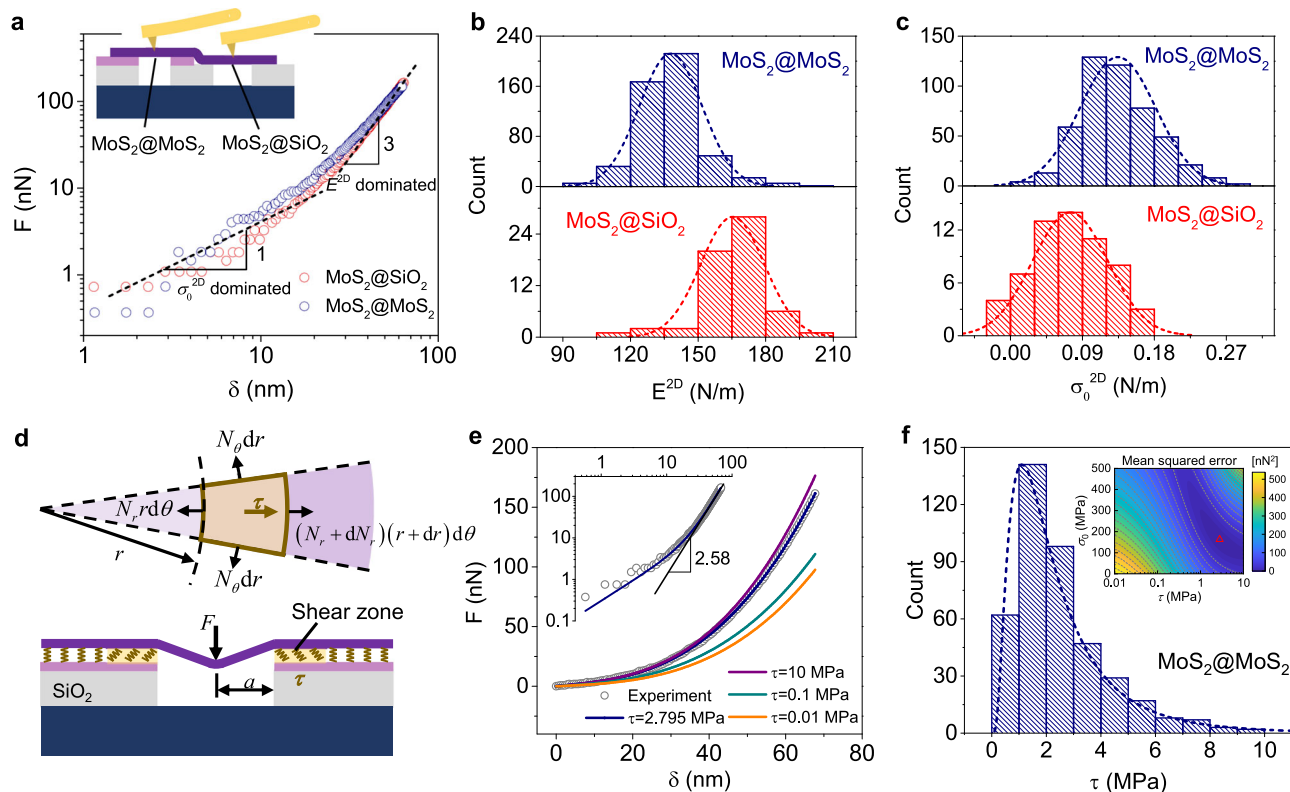 a
F (nN)
100
10
1
1
10
100
δ (nm)
MoS2@MoS2
MoS2@SiO2
3
E2D dominated
1
σ02D dominated
MoS2@SiO2
MoS2@MoS2
b
Count
240
160
80
0
MoS2@MoS2
24
12
0
MoS2@SiO2
90
120
150
180
210
E2D (N/m)
c
Count
150
100
50
0
MoS2@MoS2
12
6
0
MoS2@SiO2
0.00
0.09
0.18
0.27
σ02D (N/m)
d
Nθdr
Nrrdθ
τ
(Nr+dNr)(r+dr)dθ
r
Nθdr
Shear zone
F
a
τ
SiO2
e
F (nN)
200
150
100
50
0
0
20
40
60
80
δ (nm)
1
10
100
100
10
1
0.1
2.58
Experiment
τ=2.795 MPa
τ=10 MPa
τ=0.1 MPa
τ=0.01 MPa
f
Count
150
120
90
60
30
0
0
2
4
6
8
10
τ (MPa)
MoS2@MoS2
Mean squared error
[nN2]
σ0 (MPa)
500
400
300
200
100
0
0.01
0.1
1
10
τ (MPa)
500
400
300
200
100
0